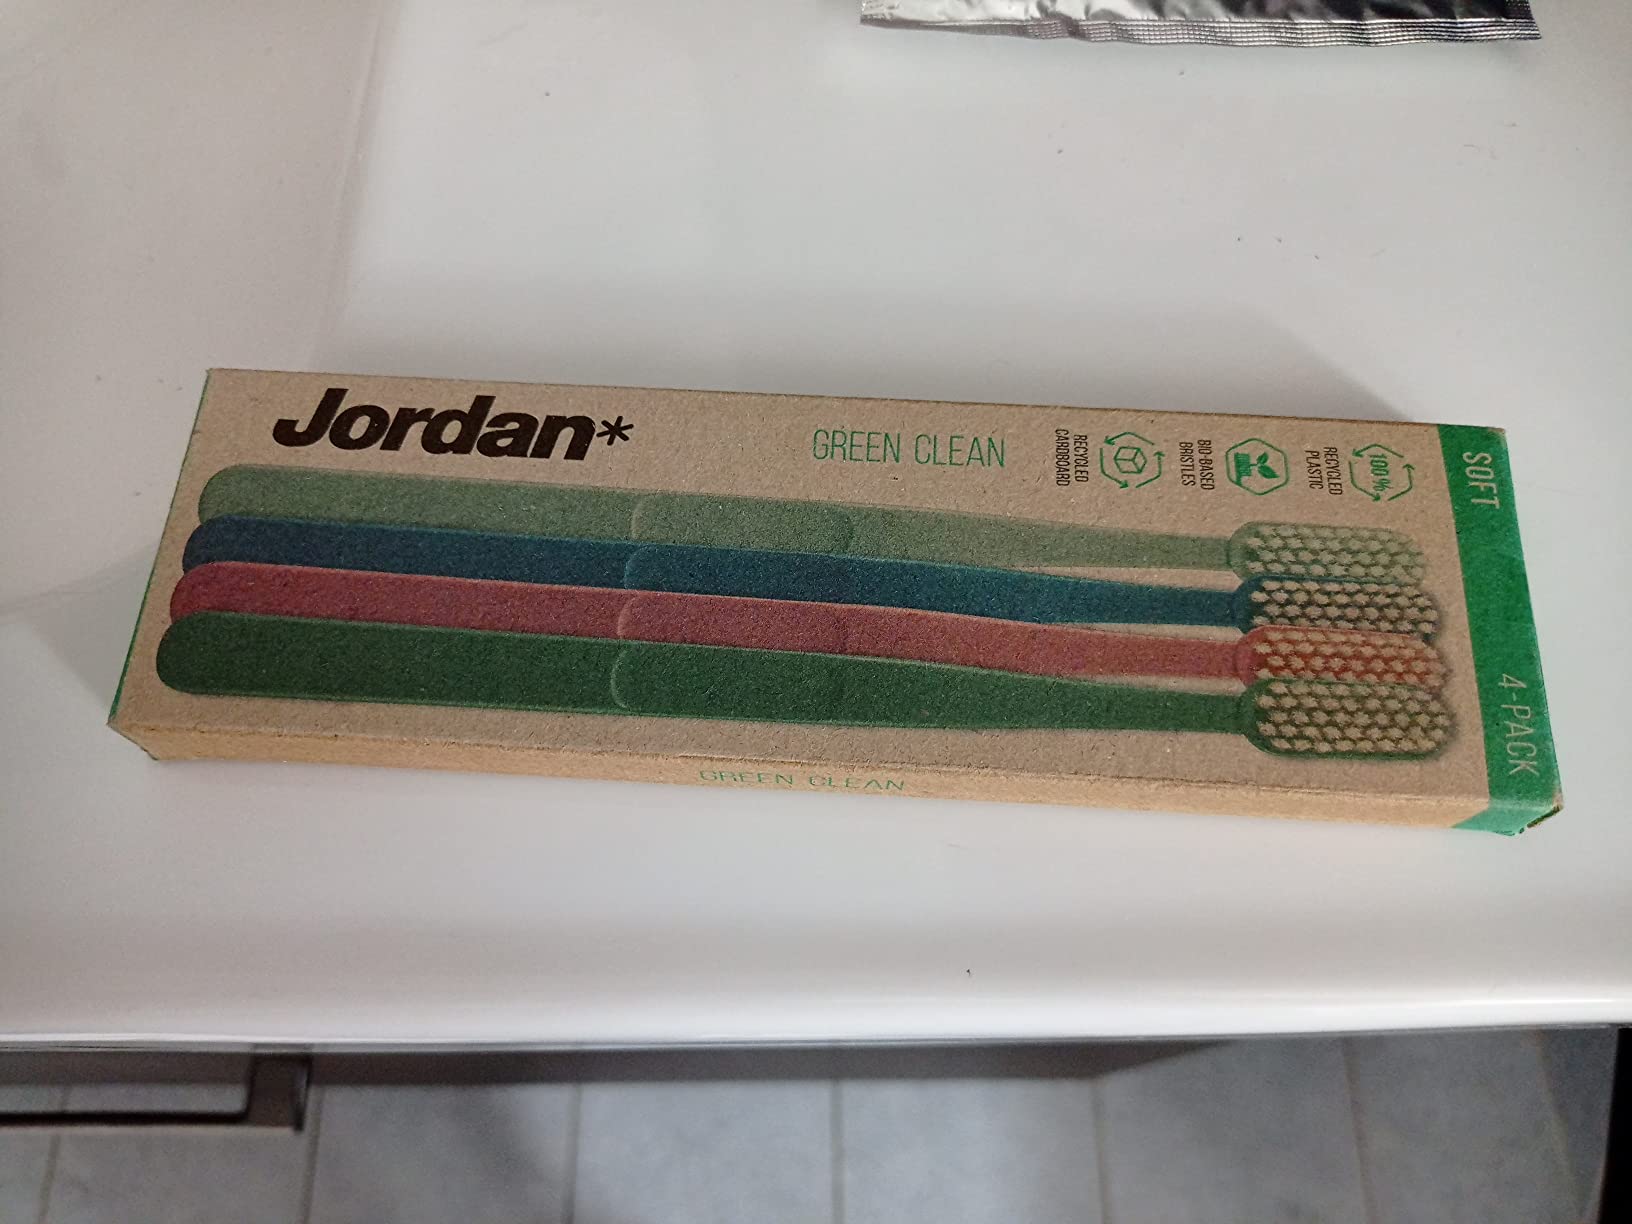 Jordan*
GREEN CLEAN
RECYCLED
CARDBOARD
BIO-BASED
BRISTLES
100%
RECYCLED
PLASTIC
SOFT
4-PACK
GREEN CLEAN